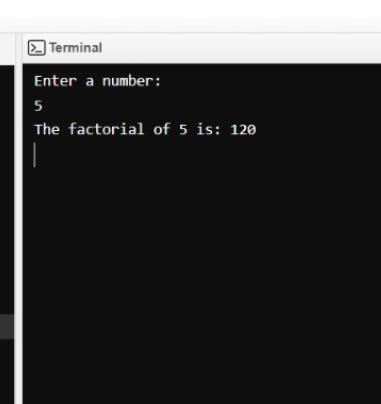 Terminal
Enter a number:
5
The factorial of 5 is: 120